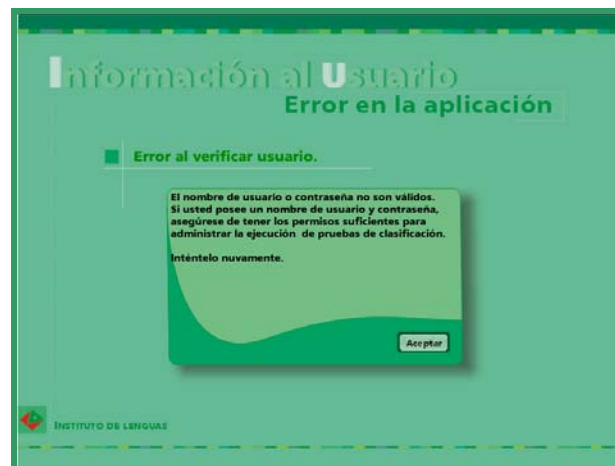 Información al Usuario
Error en la aplicación
Error al verificar usuario.
El nombre de usuario o contraseña no son válidos.
Si usted posee un nombre de usuario y contraseña,
asegúrese de tener los permisos suficientes para
administrar la ejecución de pruebas de clasificación.
Inténtelo nuvamente.
Aceptar
INSTITUTO DE LENGUAS